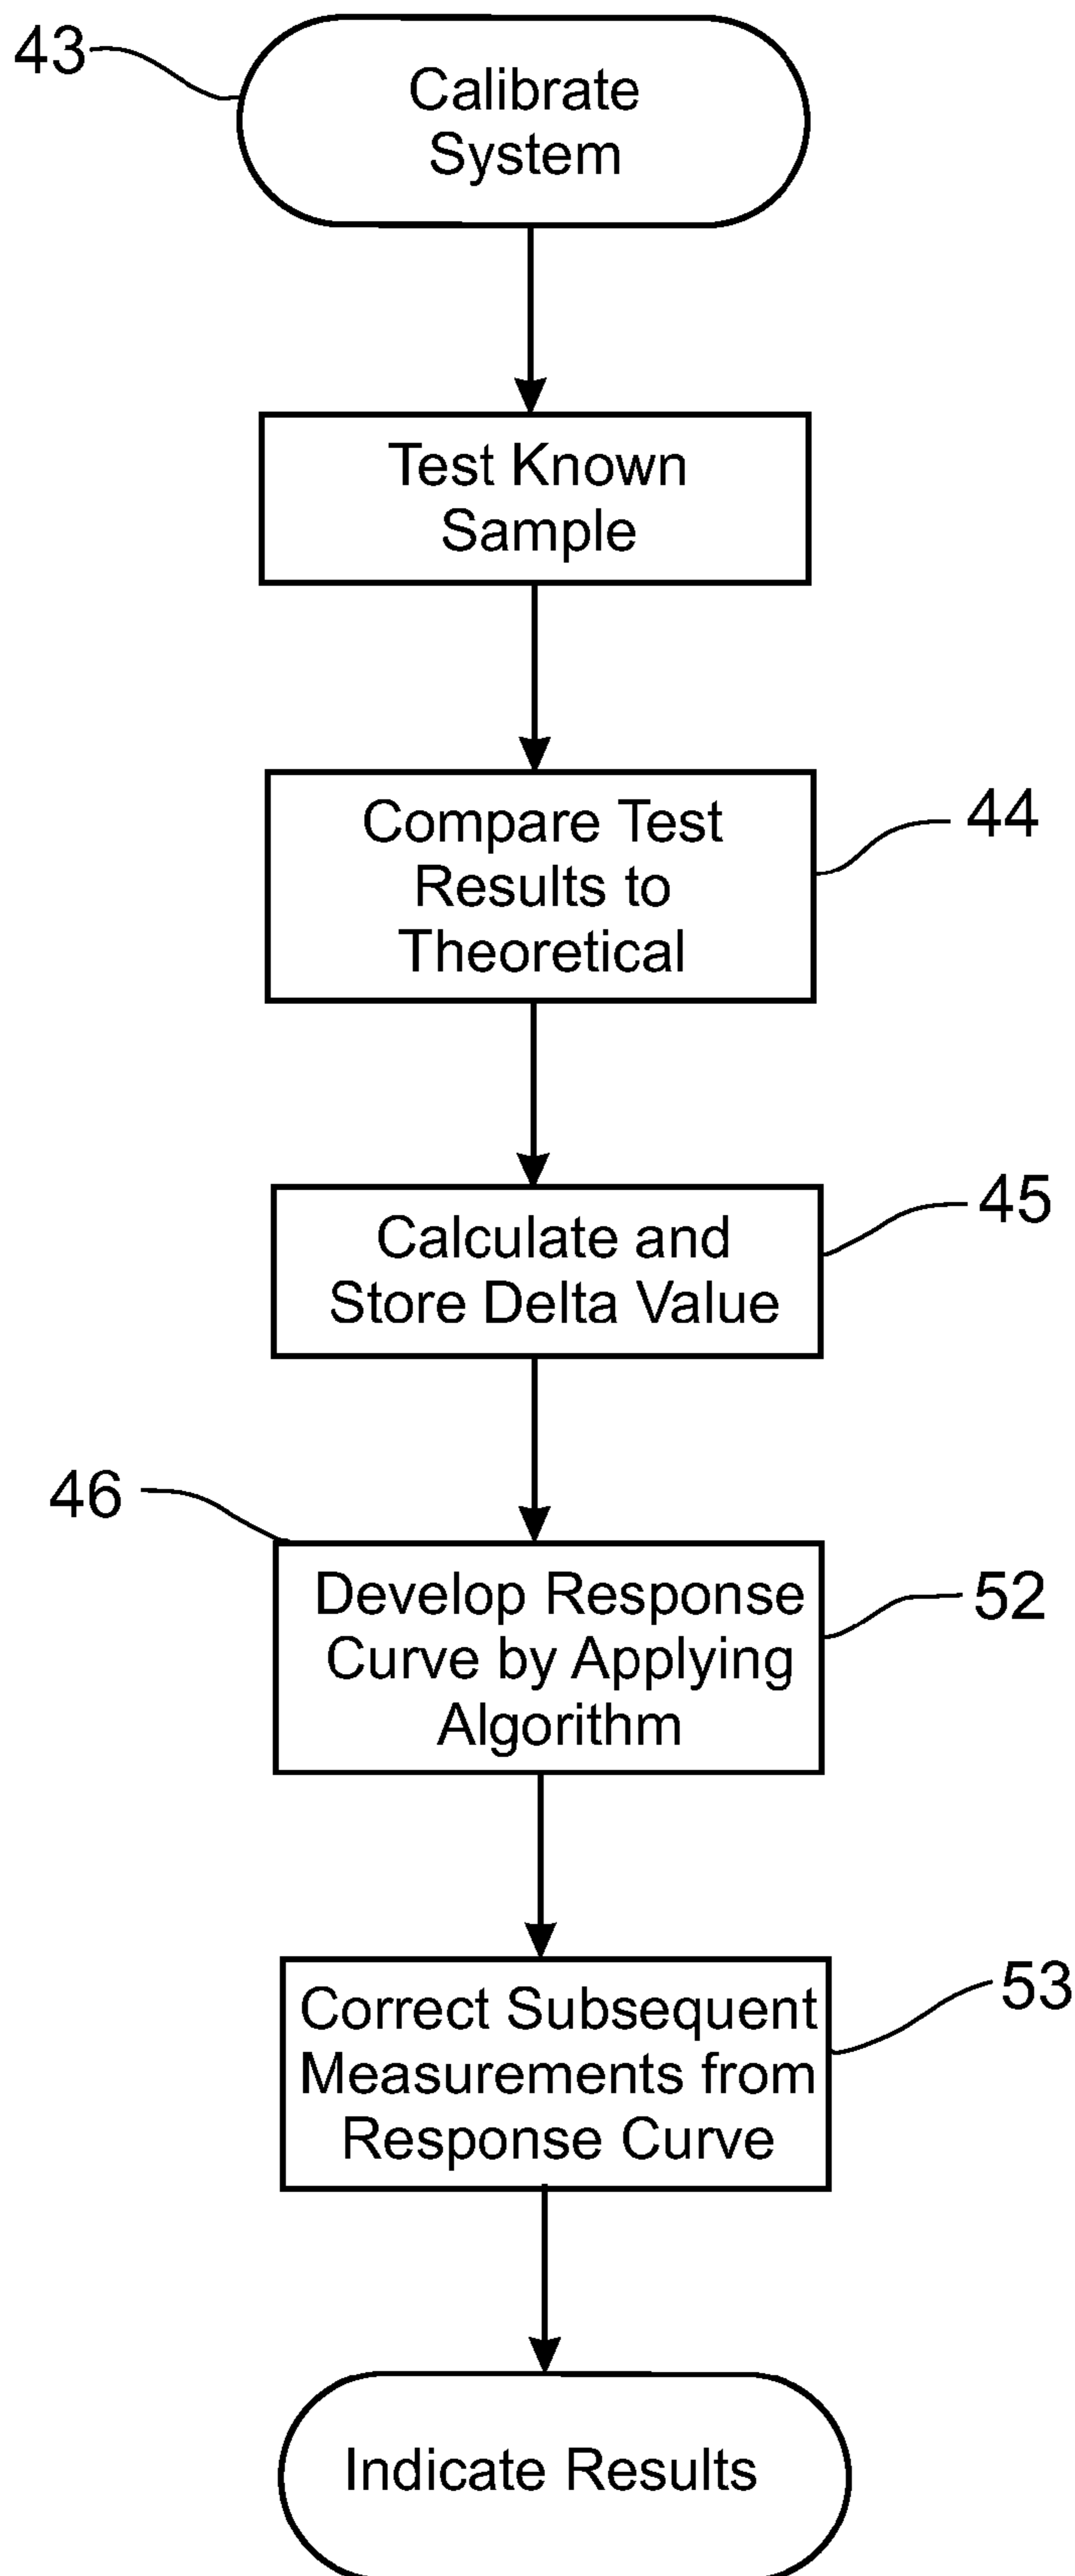 43
Calibrate
System
Test Known
Sample
Compare Test
Results to
Theoretical
44
Calculate and
Store Delta Value
45
46
Develop Response
Curve by Applying
Algorithm
52
Correct Subsequent
Measurements from
Response Curve
53
Indicate Results